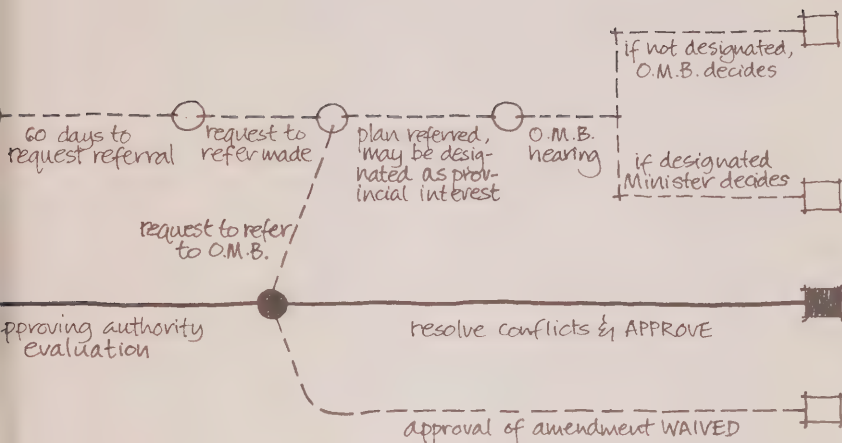 if not designated,
O.M.B. decides
60 days to
request referral
request to
refer made
plan referred,
may be desig-
nated as prov-
incial interest
O.M.B.
hearing
if designated
Minister decides
request to refer
to O.M.B.
pproving authority
evaluation
resolve conflicts & APPROVE
approval of amendment WAIVED